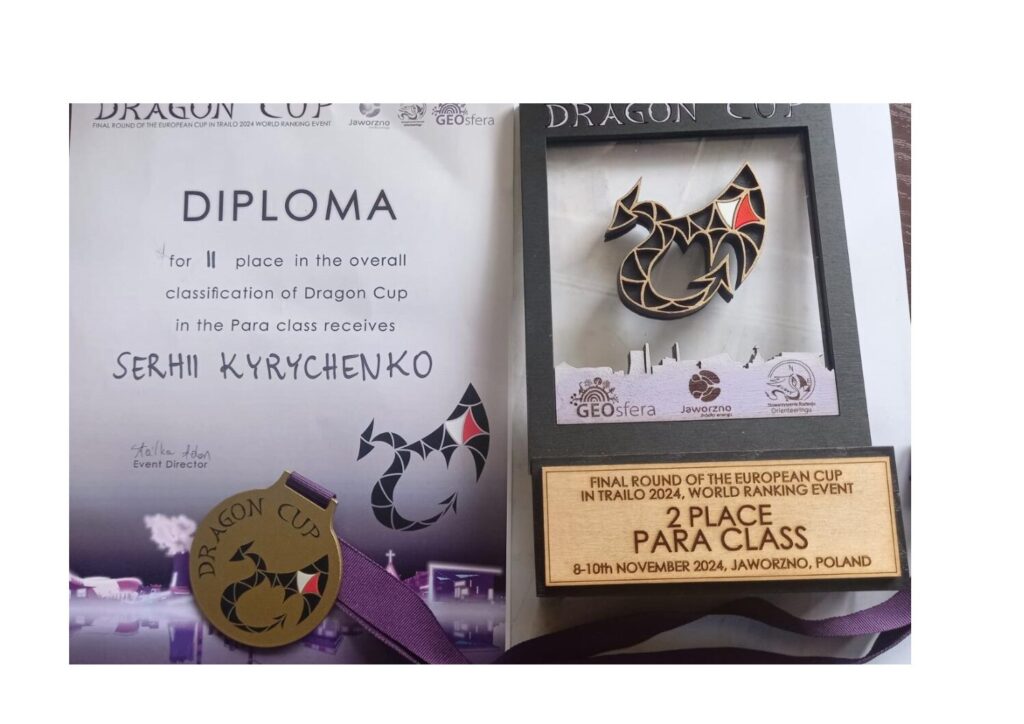 DRAGON CUP
FINAL ROUND OF THE EUROPEAN CUP IN TRAILO 2024 WORLD RANKING EVENT
Jaworzno
GEOsfera
DIPLOMA
for II place in the overall
classification of Dragon Cup
in the Para class receives
SERHII KYRYCHENKO
Event Director
DRAGON CUP
DRAGON CUP
GEOsfera
Jaworzno
Stowarzyszenie Rozwoju
Orienteeringu
FINAL ROUND OF THE EUROPEAN CUP
IN TRAILO 2024, WORLD RANKING EVENT
2 PLACE
PARA CLASS
8-10th NOVEMBER 2024, JAWORZNO, POLAND